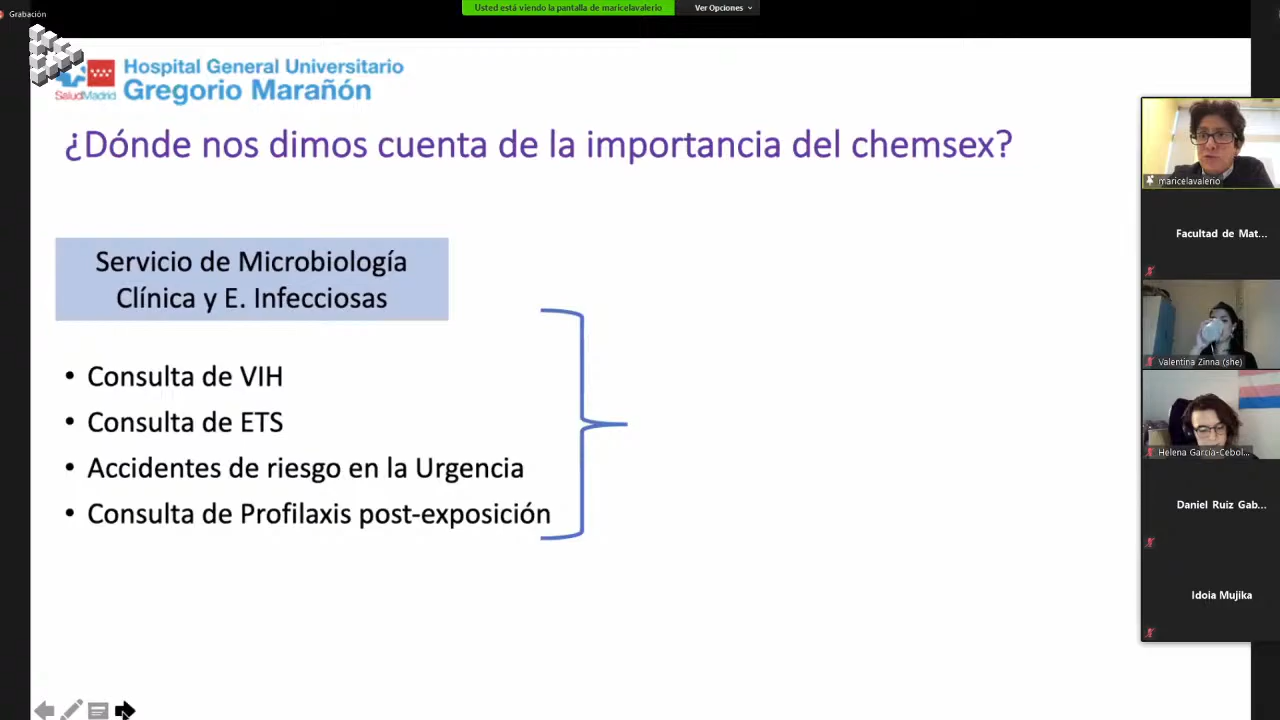 Grabación
Usted está viendo la pantalla de maricelavalerio
Ver Opciones
Hospital General Universitario
Gregorio Marañón
SaludMadrid
¿Dónde nos dimos cuenta de la importancia del chemsex?
Servicio de Microbiología
Clínica y E. Infecciosas
• Consulta de VIH
• Consulta de ETS
• Accidentes de riesgo en la Urgencia
• Consulta de Profilaxis post-exposición
maricelavalerio
Facultad de Mat...
Valentina Zinna (she)
Helena García-Cebol...
Daniel Ruiz Gab...
Idoia Mujika